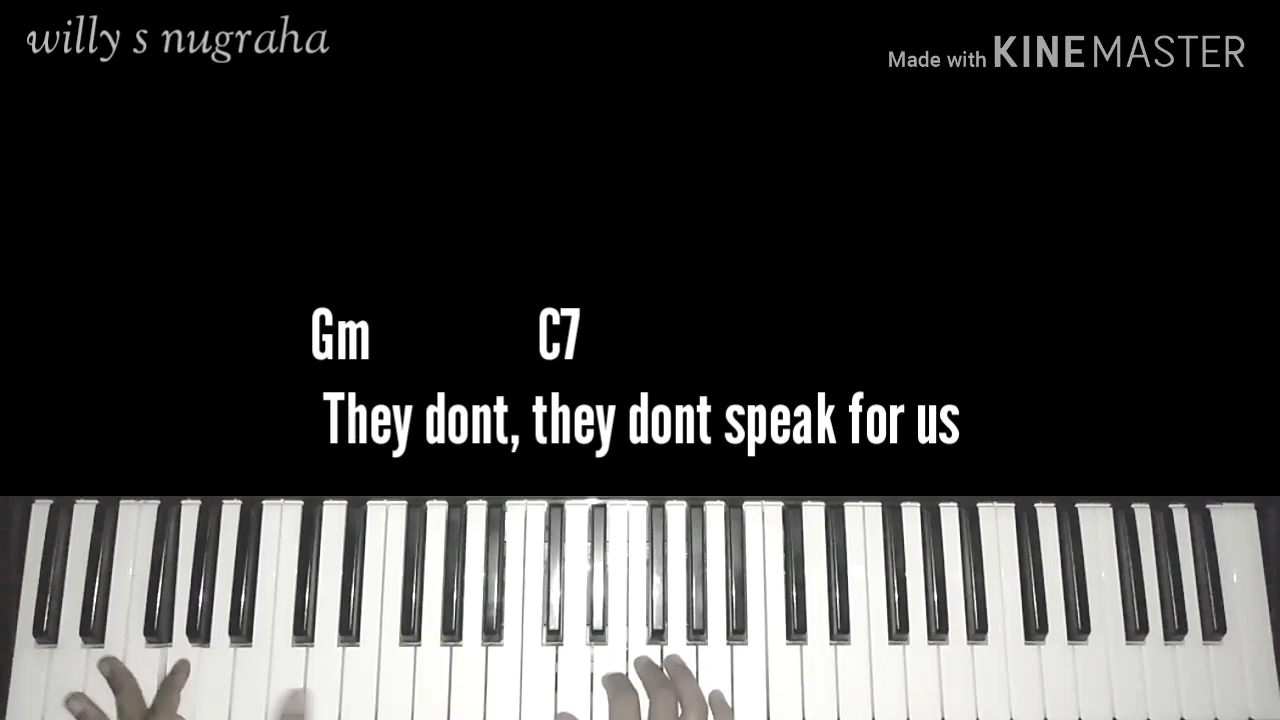 willy s nugraha
Made with KINEMASTER
Gm C7
They dont, they dont speak for us